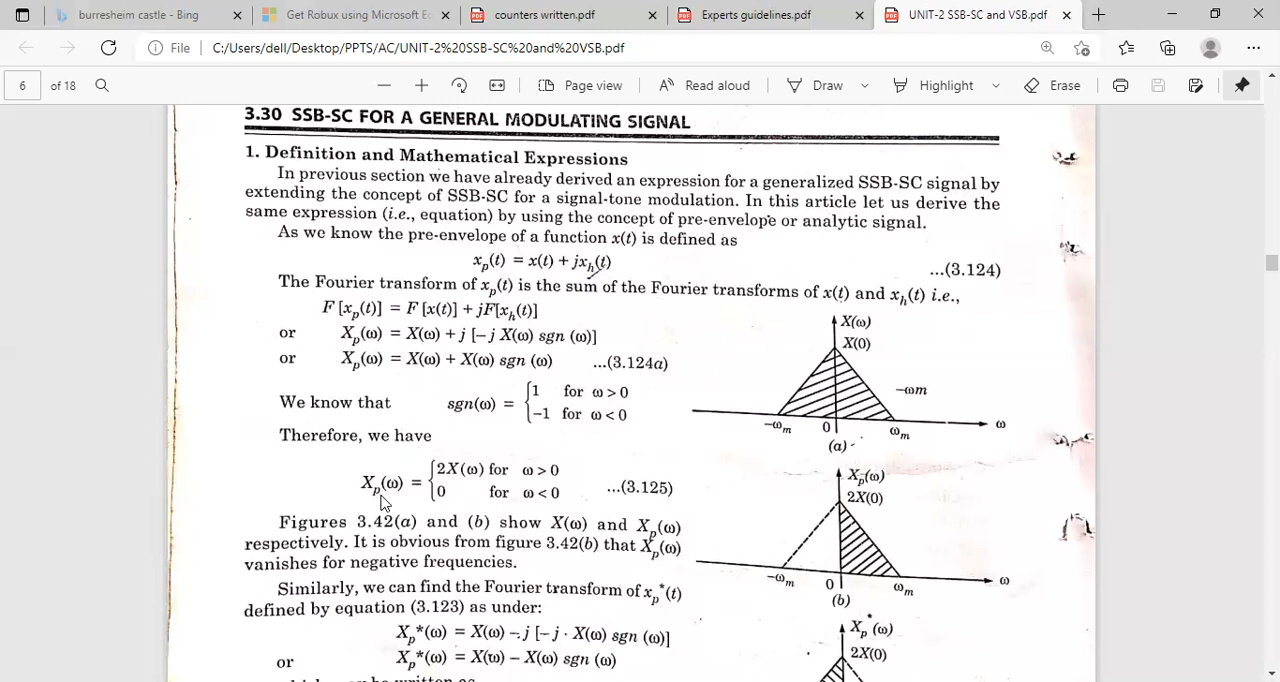 burresheim castle - Bing
Get Robux using Microsoft E
counters written.pdf
Experts guidelines.pdf
UNIT-2 SSB-SC and VSB.pdf
File C:/Users/dell/Desktop/PPTS/AC/UNIT-2%20SSB-SC%20and%20VSB.pdf
6 of 18
Page view
Read aloud
Draw
Highlight
Erase
3.30 SSB-SC FOR A GENERAL MODULATING SIGNAL
1. Definition and Mathematical Expressions
In previous section we have already derived an expression for a generalized SSB-SC signal by
extending the concept of SSB-SC for a signal-tone modulation. In this article let us derive the
same expression (i.e., equation) by using the concept of pre-envelope or analytic signal.
As we know the pre-envelope of a function x(t) is defined as
xp(t) = x(t) + jxh(t) ...(3.124)
The Fourier transform of xp(t) is the sum of the Fourier transforms of x(t) and xh(t) i.e.,
F [xp(t)] = F [x(t)] + jF[xh(t)]
or Xp(ω) = X(ω) + j [–j X(ω) sgn (ω)]
or Xp(ω) = X(ω) + X(ω) sgn (ω) ...(3.124a)
We know that sgn(ω) = {1 for ω > 0
–1 for ω < 0
Therefore, we have
Xp(ω) = {2X(ω) for ω > 0
0 for ω < 0 ...(3.125)
Figures 3.42(a) and (b) show X(ω) and Xp(ω)
respectively. It is obvious from figure 3.42(b) that Xp(ω)
vanishes for negative frequencies.
Similarly, we can find the Fourier transform of xp*(t)
defined by equation (3.123) as under:
Xp*(ω) = X(ω) – j [–j · X(ω) sgn (ω)]
or Xp*(ω) = X(ω) – X(ω) sgn (ω)
X(ω)
X(0)
–ωm
–ωm 0 ωm ω
(a)
Xp(ω)
2X(0)
–ωm 0 ωm ω
(b)
Xp*(ω)
2X(0)